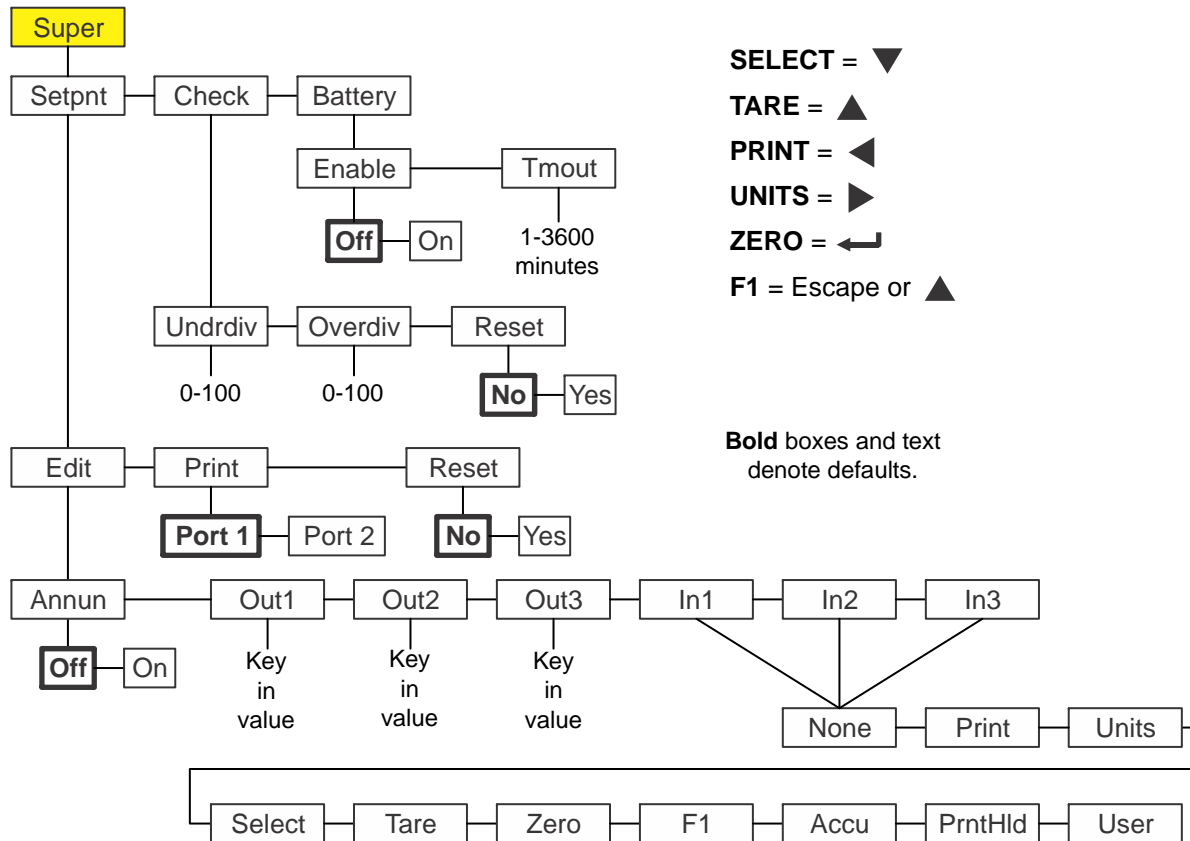 Super
SELECT = ▼
TARE = ▲
PRINT = ◀
UNITS = ▶
ZERO = ↵
F1 = Escape or ▲
Setpnt Check Battery
Enable Tmout
Off On
1-3600
minutes
Undrdiv Overdiv Reset
0-100 0-100
No Yes
Bold boxes and text
denote defaults.
Edit Print Reset
Port 1 Port 2 No Yes
Annun Out1 Out2 Out3 In1 In2 In3
Off On
Key
in
value
Key
in
value
Key
in
value
None Print Units
Select Tare Zero F1 Accu PrntHld User